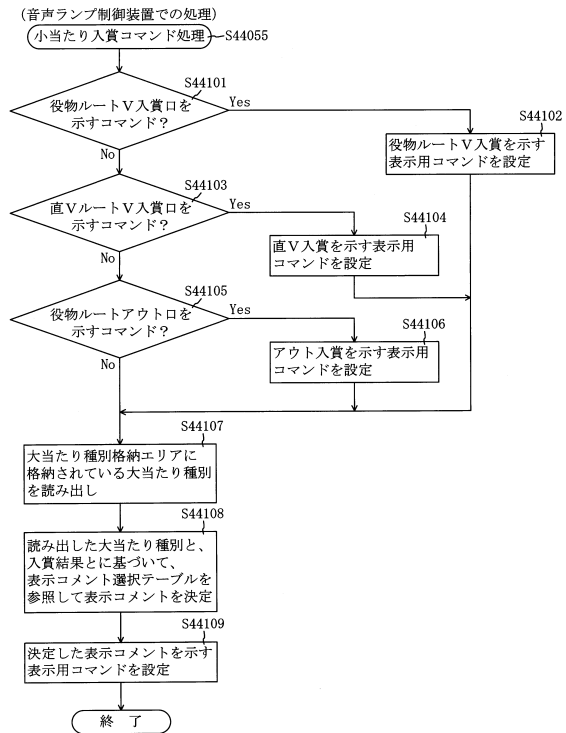 (音声ランプ制御装置での処理)
小当たり入賞コマンド処理
S44055
S44101
役物ルートV入賞口を
示すコマンド?
Yes
No
S44102
役物ルートV入賞を示す
表示用コマンドを設定
S44103
直VルートV入賞口を
示すコマンド?
Yes
No
S44104
直V入賞を示す表示用
コマンドを設定
S44105
役物ルートアウト口を
示すコマンド?
Yes
No
S44106
アウト入賞を示す表示用
コマンドを設定
S44107
大当たり種別格納エリアに
格納されている大当たり種別
を読み出し
S44108
読み出した大当たり種別と、
入賞結果とに基づいて、
表示コメント選択テーブルを
参照して表示コメントを決定
S44109
決定した表示コメントを示す
表示用コマンドを設定
終 了